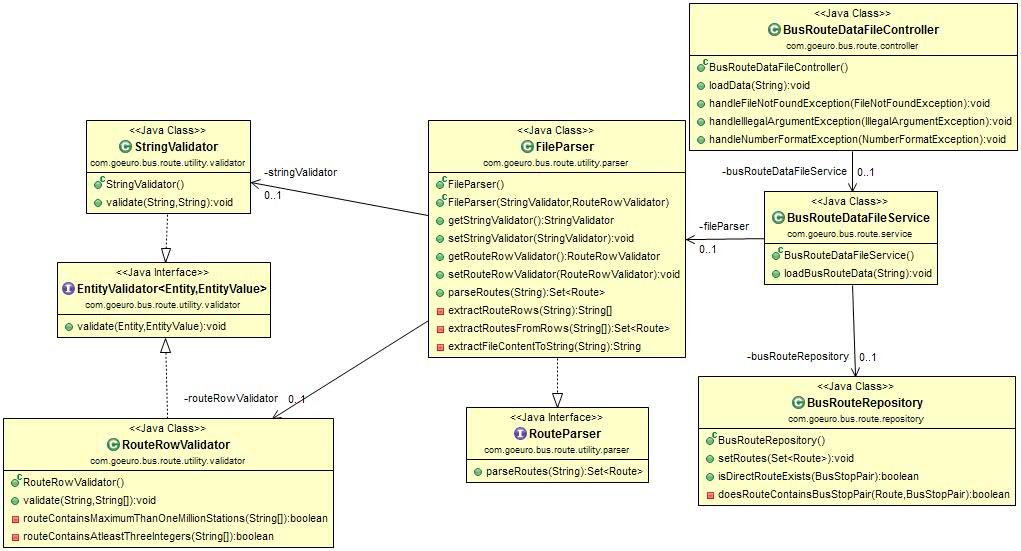 <<Java Class>>
BusRouteDataFileController
com.goeuro.bus.route.controller
BusRouteDataFileController()
loadData(String):void
handleFileNotFoundException(FileNotFoundException):void
handleIllegalArgumentException(IllegalArgumentException):void
handleNumberFormatException(NumberFormatException):void
-busRouteDataFileService
0..1
<<Java Class>>
StringValidator
com.goeuro.bus.route.utility.validator
StringValidator()
validate(String,String):void
-stringValidator
0..1
<<Java Class>>
FileParser
com.goeuro.bus.route.utility.parser
FileParser()
FileParser(StringValidator,RouteRowValidator)
getStringValidator():StringValidator
setStringValidator(StringValidator):void
getRouteRowValidator():RouteRowValidator
setRouteRowValidator(RouteRowValidator):void
parseRoutes(String):Set<Route>
extractRouteRows(String):String[]
extractRoutesFromRows(String[]):Set<Route>
extractFileContentToString(String):String
-fileParser
0..1
<<Java Class>>
BusRouteDataFileService
com.goeuro.bus.route.service
BusRouteDataFileService()
loadBusRouteData(String):void
<<Java Interface>>
EntityValidator<Entity,EntityValue>
com.goeuro.bus.route.utility.validator
validate(Entity,EntityValue):void
-busRouteRepository
0..1
-routeRowValidator
0..1
<<Java Class>>
RouteRowValidator
com.goeuro.bus.route.utility.validator
RouteRowValidator()
validate(String,String[]):void
routeContainsMaximumThanOneMillionStations(String[]):boolean
routeContainsAtleastThreeIntegers(String[]):boolean
<<Java Interface>>
RouteParser
com.goeuro.bus.route.utility.parser
parseRoutes(String):Set<Route>
<<Java Class>>
BusRouteRepository
com.goeuro.bus.route.repository
BusRouteRepository()
setRoutes(Set<Route>):void
isDirectRouteExists(BusStopPair):boolean
doesRouteContainsBusStopPair(Route,BusStopPair):boolean